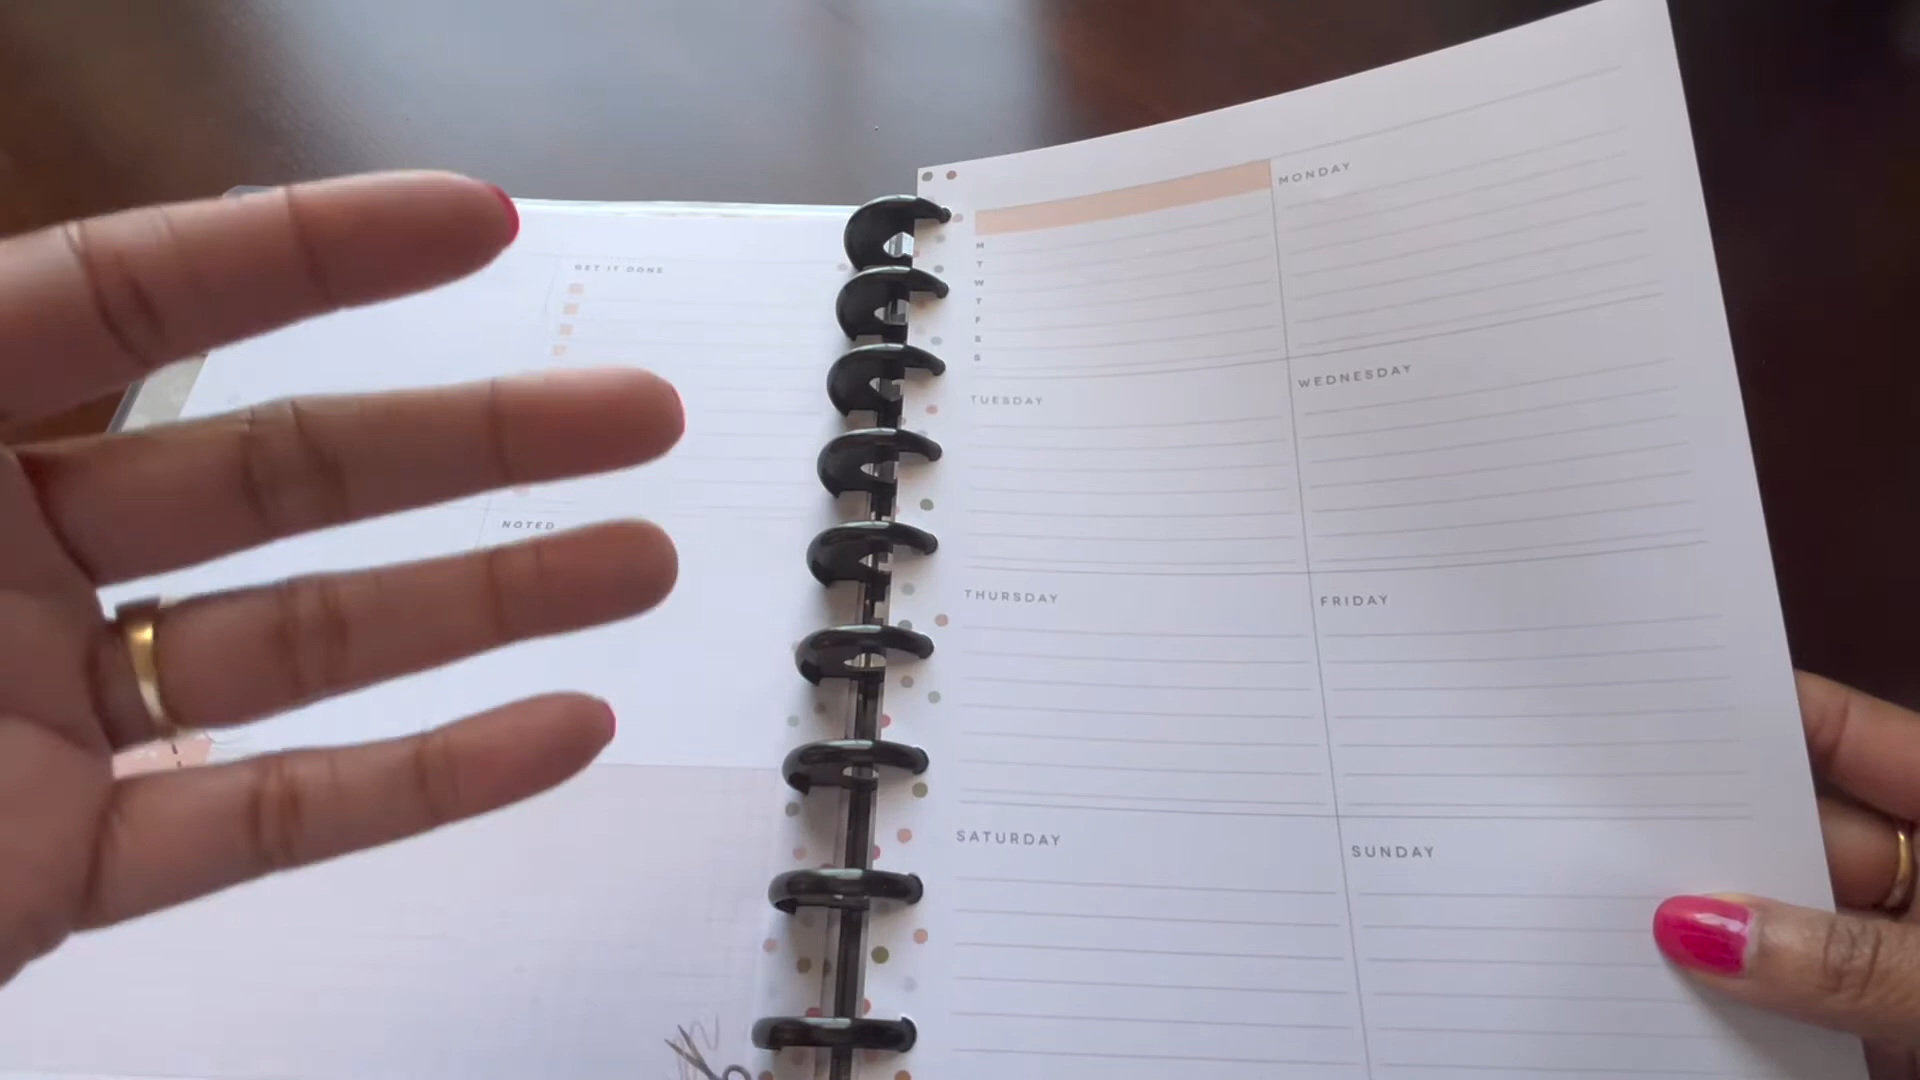 GET IT DONE
NOTED
MONDAY
M
T
W
T
F
S
S
TUESDAY
WEDNESDAY
THURSDAY
FRIDAY
SATURDAY
SUNDAY